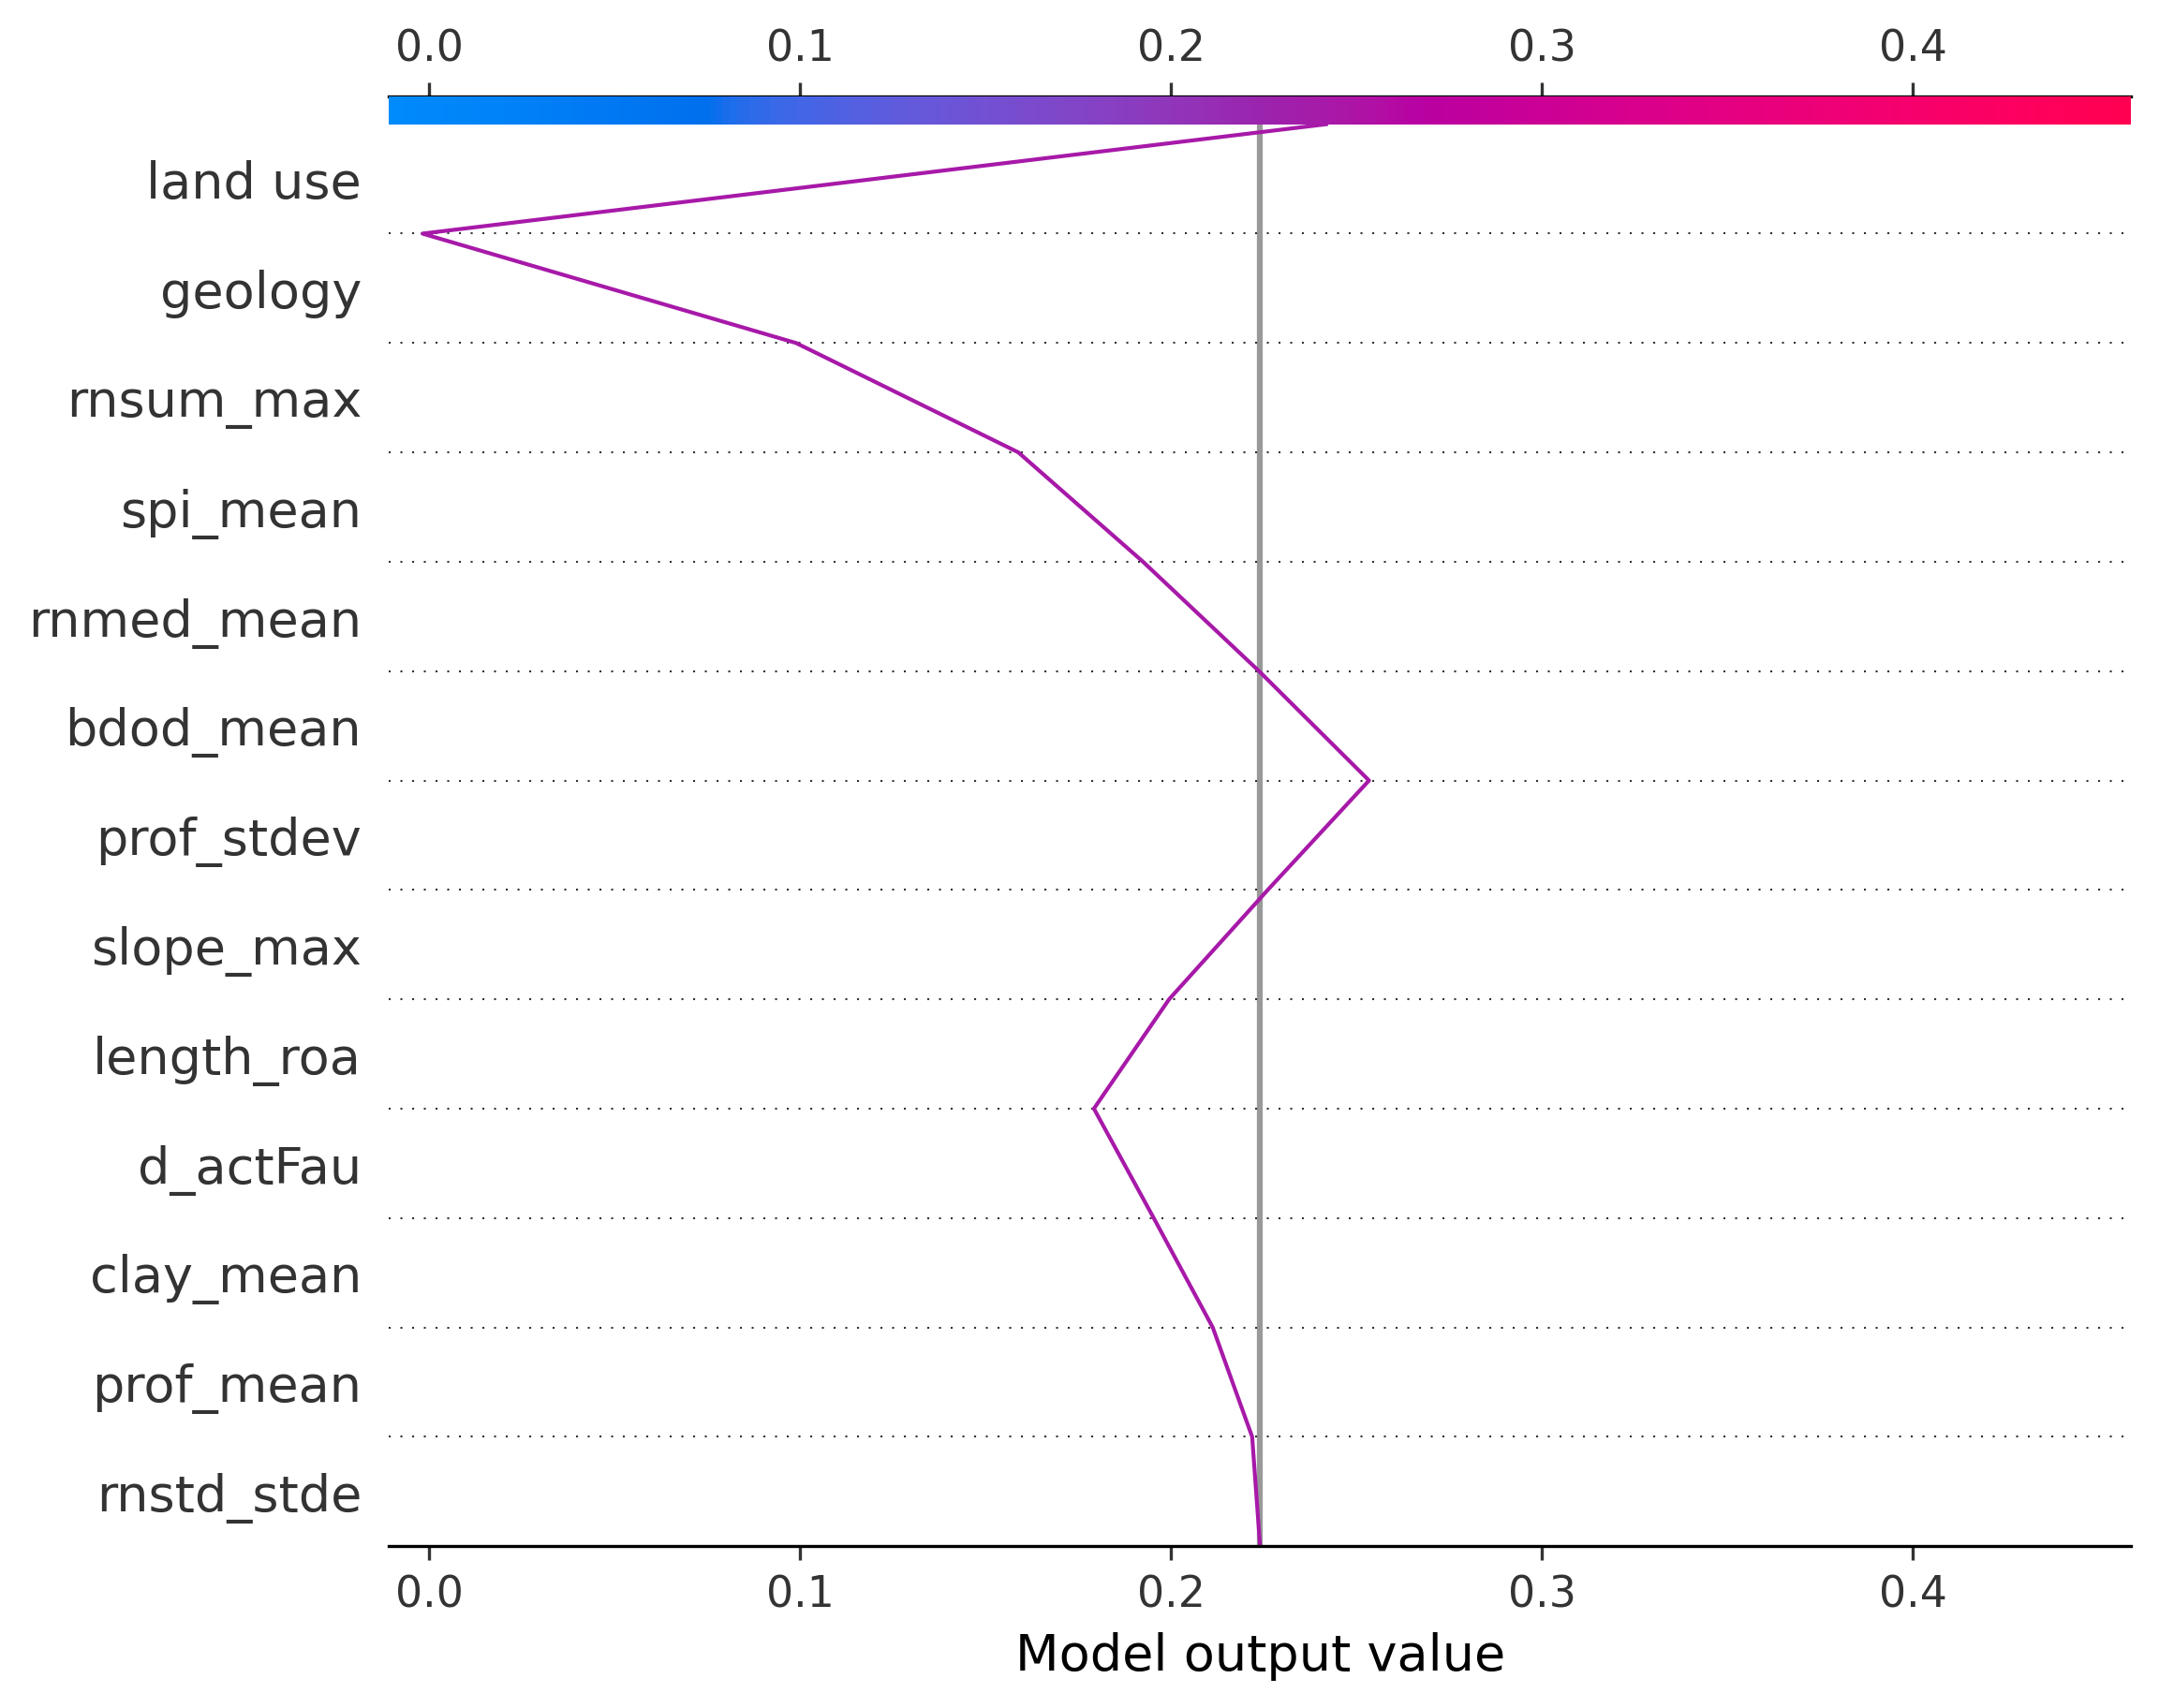 0.0 0.1 0.2 0.3 0.4
land use
geology
rnsum_max
spi_mean
rnmed_mean
bdod_mean
prof_stdev
slope_max
length_roa
d_actFau
clay_mean
prof_mean
rnstd_stde
0.0 0.1 0.2 0.3 0.4
Model output value